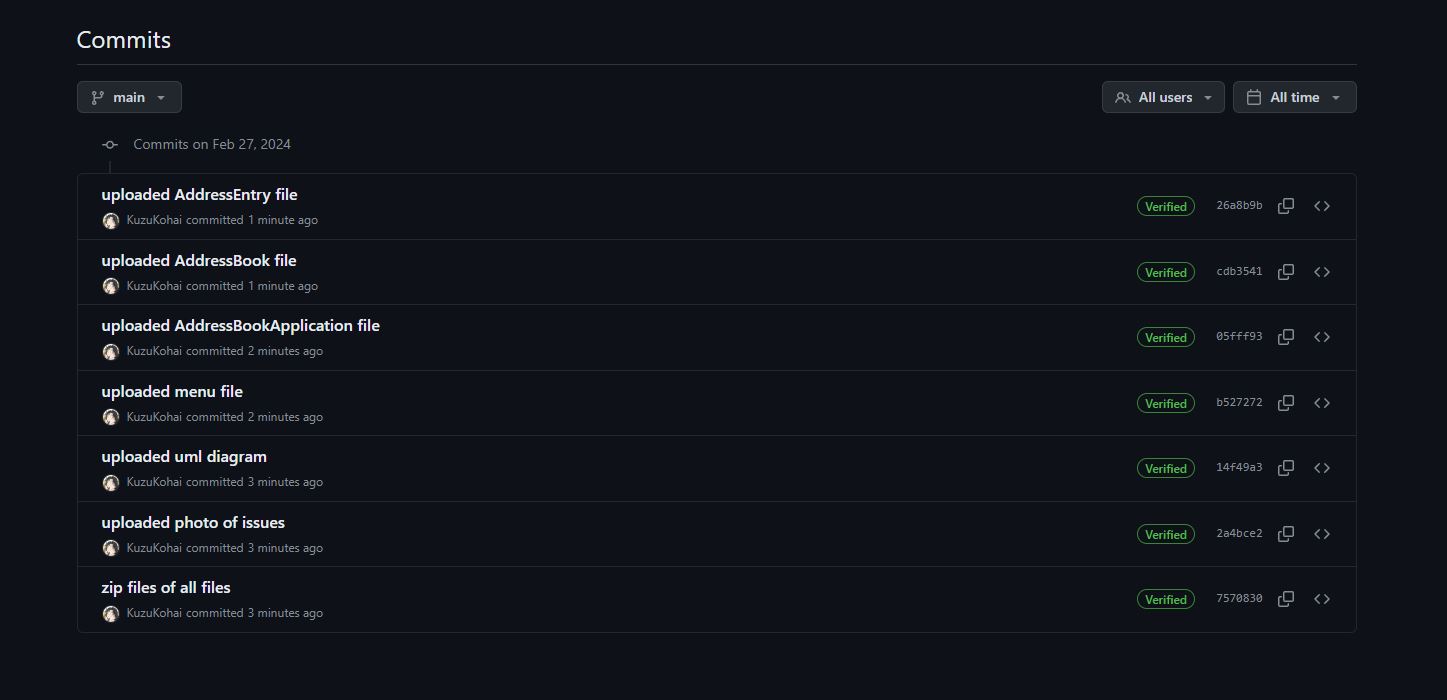 Commits
main
All users
All time
Commits on Feb 27, 2024
uploaded AddressEntry file
KuzuKohai committed 1 minute ago
Verified
26a8b9b
uploaded AddressBook file
KuzuKohai committed 1 minute ago
Verified
cdb3541
uploaded AddressBookApplication file
KuzuKohai committed 2 minutes ago
Verified
05fff93
uploaded menu file
KuzuKohai committed 2 minutes ago
Verified
b527272
uploaded uml diagram
KuzuKohai committed 3 minutes ago
Verified
14f49a3
uploaded photo of issues
KuzuKohai committed 3 minutes ago
Verified
2a4bce2
zip files of all files
KuzuKohai committed 3 minutes ago
Verified
7570830